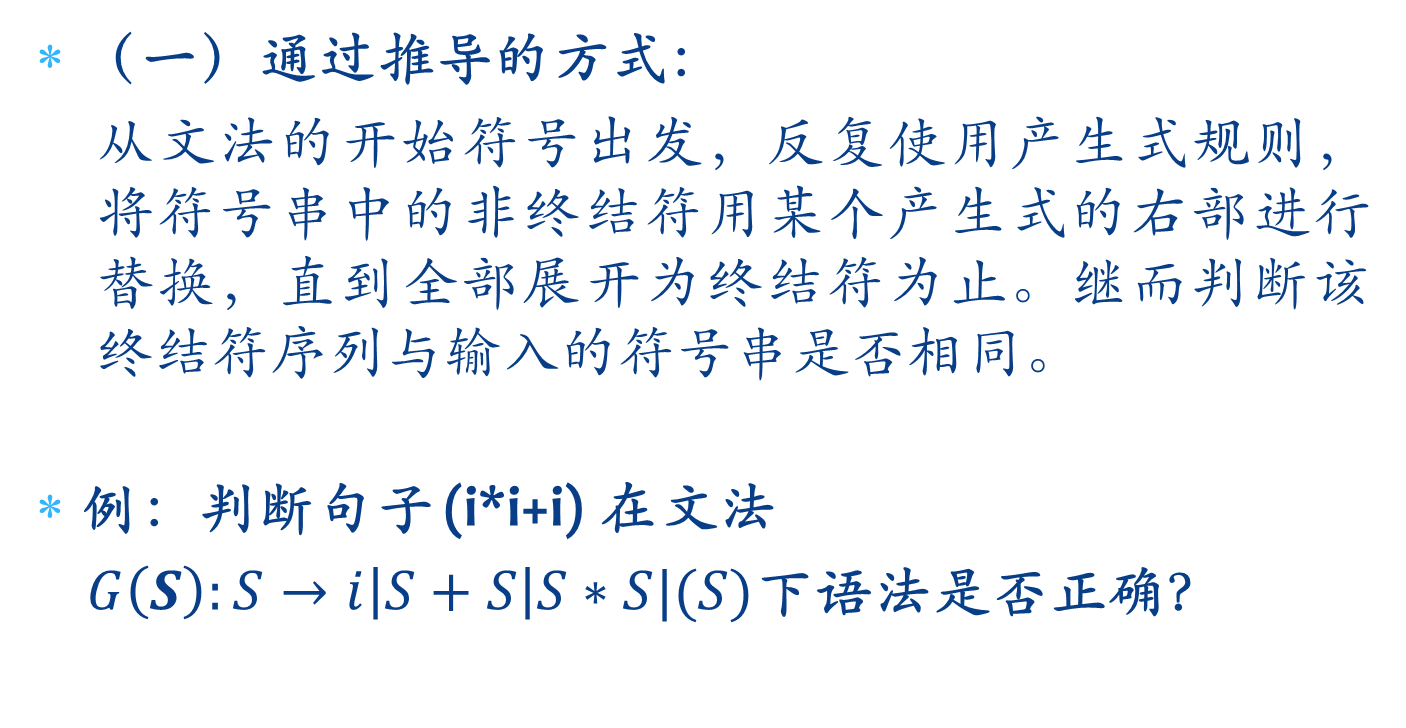 * （一）通过推导的方式：
从文法的开始符号出发，反复使用产生式规则，
将符号串中的非终结符用某个产生式的右部进行
替换，直到全部展开为终结符为止。继而判断该
终结符序列与输入的符号串是否相同。
* 例：判断句子(i*i+i) 在文法
G(S): S → i|S + S|S ∗ S|(S)下语法是否正确?